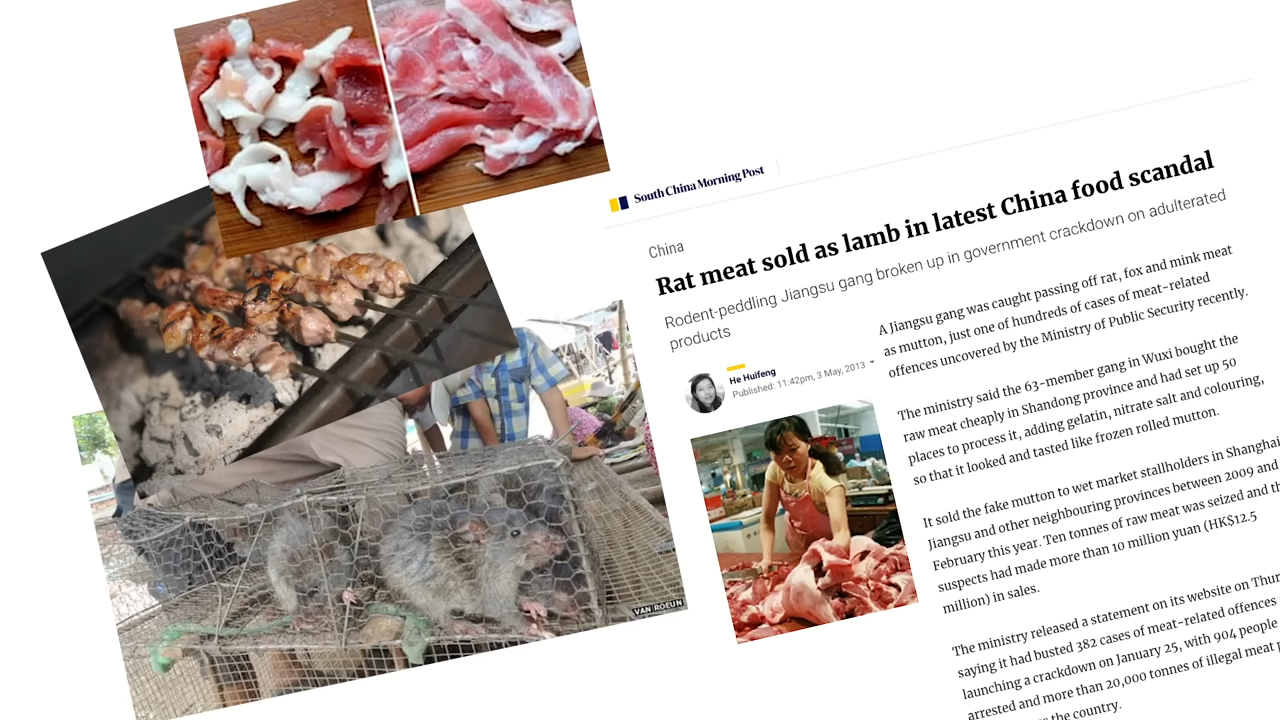 South China Morning Post
China
Rat meat sold as lamb in latest China food scandal
Rodent-peddling Jiangsu gang broken up in government crackdown on adulterated
products
He Huifeng
Published: 11:42pm, 3 May, 2013
A Jiangsu gang was caught passing off rat, fox and mink meat
as mutton, just one of hundreds of cases of meat-related
offences uncovered by the Ministry of Public Security recently.
The ministry said the 63-member gang in Wuxi bought the
raw meat cheaply in Shandong province and had set up 50
places to process it, adding gelatin, nitrate salt and colouring,
so that it looked and tasted like frozen rolled mutton.
It sold the fake mutton to wet market stallholders in Shanghai
Jiangsu and other neighbouring provinces between 2009 and
February this year. Ten tonnes of raw meat was seized and th
suspects had made more than 10 million yuan (HK$12.5
million) in sales.
The ministry released a statement on its website on Thur
saying it had busted 382 cases of meat-related offences
launching a crackdown on January 25, with 904 people
arrested and more than 20,000 tonnes of illegal meat p
the country.
VAN ROEUN